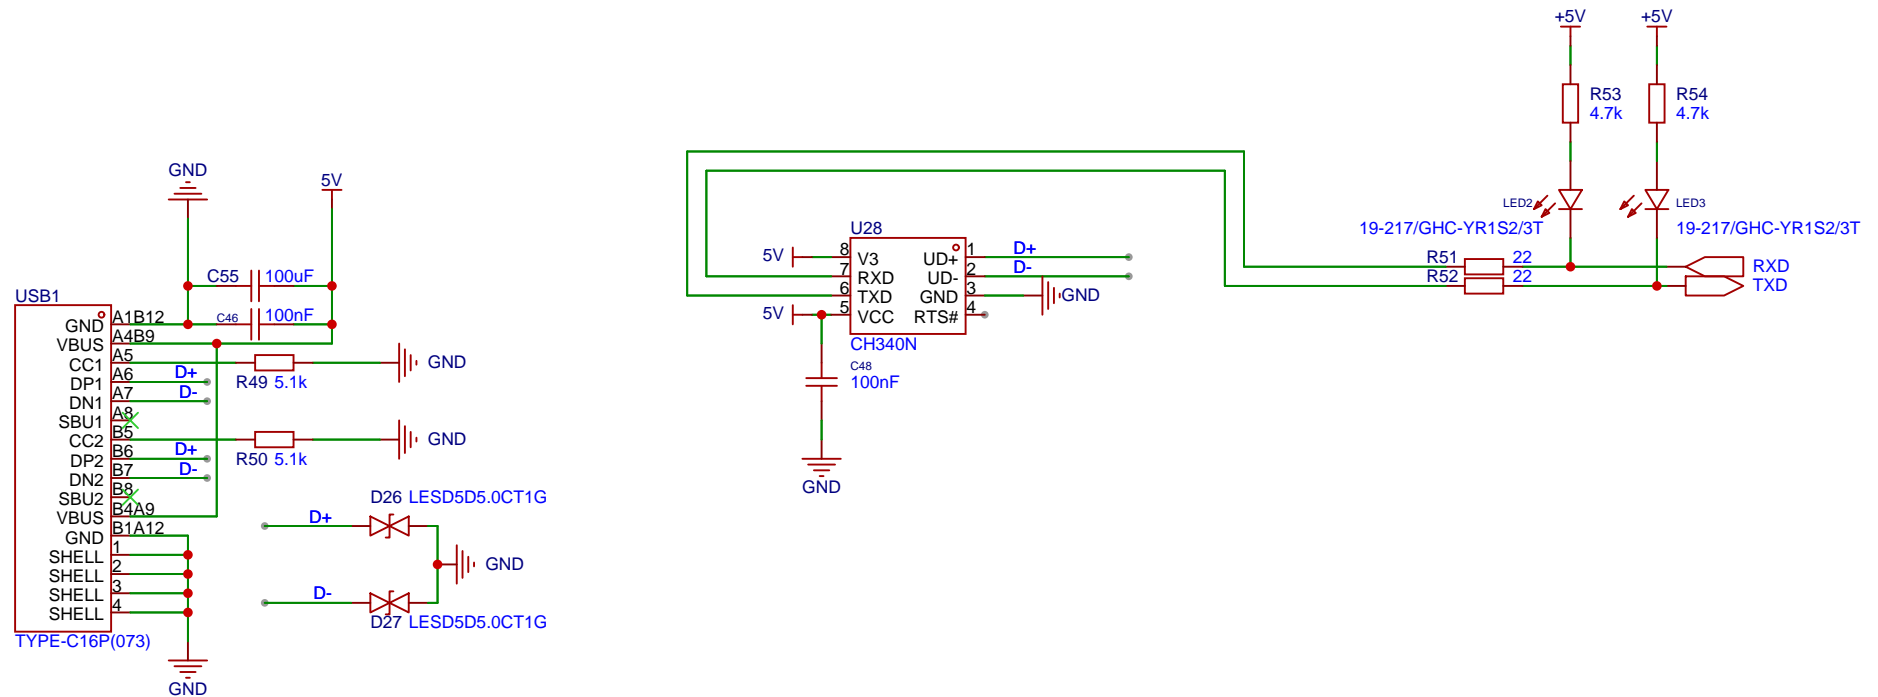 +5V
+5V
R53
4.7k
R54
4.7k
GND
5V
LED2
LED3
19-217/GHC-YR1S2/3T
19-217/GHC-YR1S2/3T
C55
100uF
C46
100nF
USB1
GND A1B12
VBUS A4B9
CC1 A5
DP1 A6 D+
DN1 A7 D-
SBU1 A8
CC2 B5
DP2 B6 D+
DN2 B7 D-
SBU2 B8
VBUS B4A9
GND B1A12
SHELL 1
SHELL 2
SHELL 3
SHELL 4
TYPE-C16P(073)
GND
R49 5.1k
GND
R50 5.1k
GND
D26 LESD5D5.0CT1G
D+
GND
D-
D27 LESD5D5.0CT1G
U28
5V 8 V3 UD+ 1 D+
7 RXD UD- 2 D-
6 TXD GND 3 GND
5V 5 VCC RTS# 4
CH340N
C48
100nF
GND
R51 22 RXD
R52 22 TXD